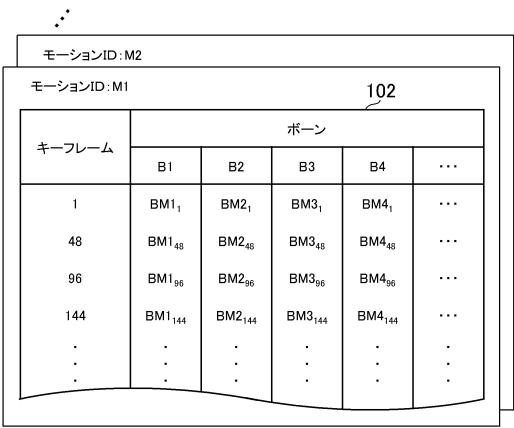 モーションID：M2
モーションID：M1
102
キーフレーム ボーン
B1 B2 B3 B4 ・・・
1 BM1₁ BM2₁ BM3₁ BM4₁ ・・・
48 BM1₄₈ BM2₄₈ BM3₄₈ BM4₄₈ ・・・
96 BM1₉₆ BM2₉₆ BM3₉₆ BM4₉₆ ・・・
144 BM1₁₄₄ BM2₁₄₄ BM3₁₄₄ BM4₁₄₄ ・・・